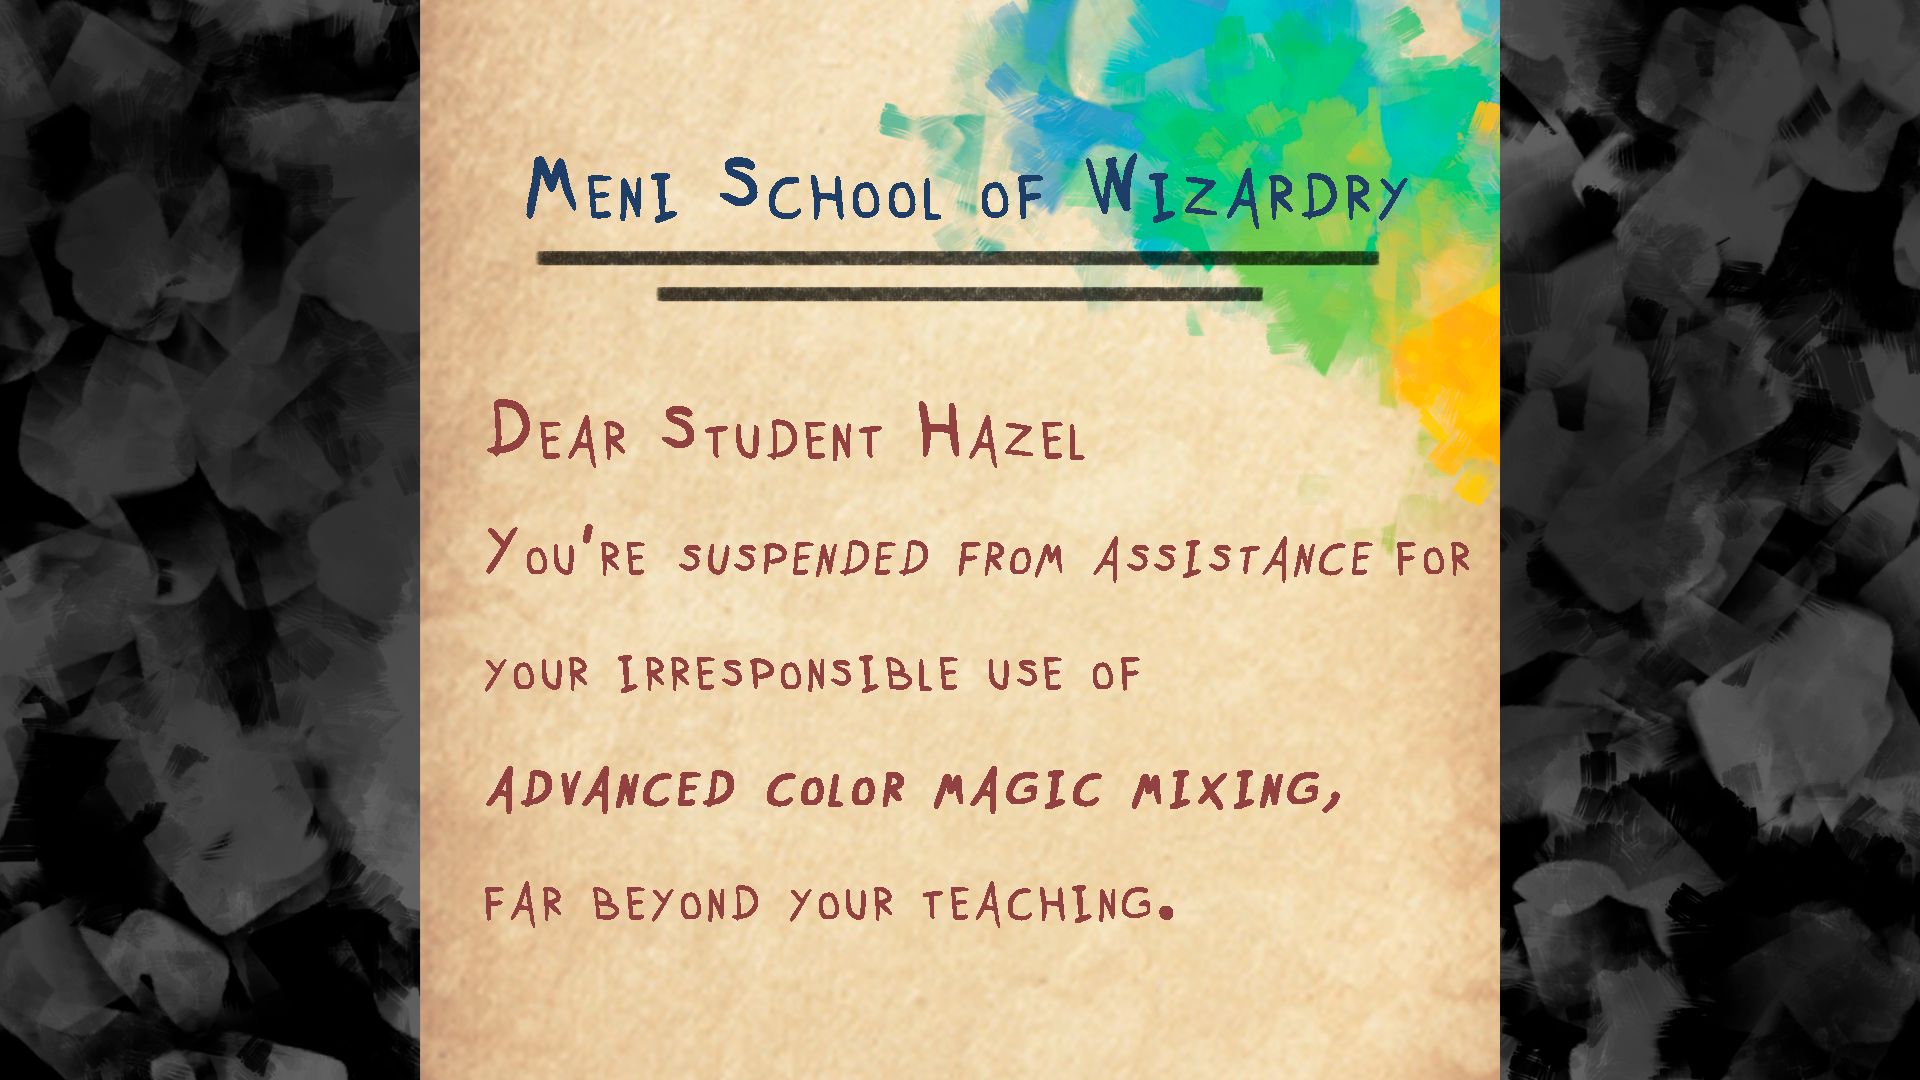 Meni School of Wizardry
Dear Student Hazel
You're suspended from assistance for
your irresponsible use of
advanced color magic mixing,
far beyond your teaching.